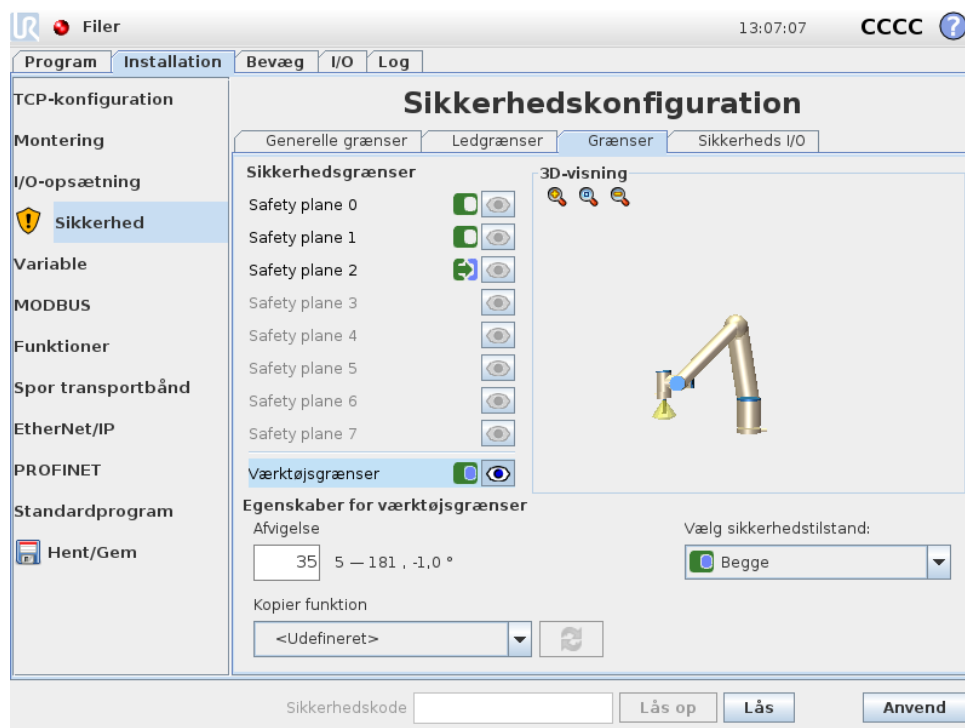 UR Filer 13:07:07 CCCC ?
Program Installation Bevæg I/O Log
TCP-konfiguration
Montering
I/O-opsætning
Sikkerhed
Variable
MODBUS
Funktioner
Spor transportbånd
EtherNet/IP
PROFINET
Standardprogram
Hent/Gem
Sikkerhedskonfiguration
Generelle grænser Ledgrænser Grænser Sikkerheds I/O
Sikkerhedsgrænser
Safety plane 0
Safety plane 1
Safety plane 2
Safety plane 3
Safety plane 4
Safety plane 5
Safety plane 6
Safety plane 7
Værktøjsgrænser
3D-visning
Egenskaber for værktøjsgrænser
Afvigelse
35 5 — 181 , -1,0 °
Kopier funktion
<Udefineret>
Vælg sikkerhedstilstand:
Begge
Sikkerhedskode Lås op Lås Anvend